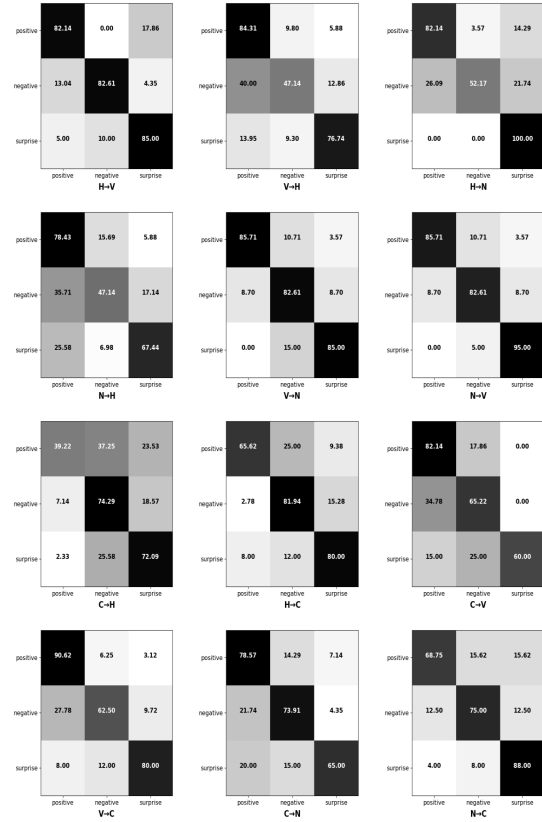 positive 82.14 0.00 17.86
negative 13.04 82.61 4.35
surprise 5.00 10.00 85.00
positive negative surprise
H→V
positive 84.31 9.80 5.88
negative 40.00 47.14 12.86
surprise 13.95 9.30 76.74
positive negative surprise
V→H
positive 82.14 3.57 14.29
negative 26.09 52.17 21.74
surprise 0.00 0.00 100.00
positive negative surprise
H→N
positive 78.43 15.69 5.88
negative 35.71 47.14 17.14
surprise 25.58 6.98 67.44
positive negative surprise
N→H
positive 85.71 10.71 3.57
negative 8.70 82.61 8.70
surprise 0.00 15.00 85.00
positive negative surprise
V→N
positive 85.71 10.71 3.57
negative 8.70 82.61 8.70
surprise 0.00 5.00 95.00
positive negative surprise
N→V
positive 39.22 37.25 23.53
negative 7.14 74.29 18.57
surprise 2.33 25.58 72.09
positive negative surprise
C→H
positive 65.62 25.00 9.38
negative 2.78 81.94 15.28
surprise 8.00 12.00 80.00
positive negative surprise
H→C
positive 82.14 17.86 0.00
negative 34.78 65.22 0.00
surprise 15.00 25.00 60.00
positive negative surprise
C→V
positive 90.62 6.25 3.12
negative 27.78 62.50 9.72
surprise 8.00 12.00 80.00
positive negative surprise
V→C
positive 78.57 14.29 7.14
negative 21.74 73.91 4.35
surprise 20.00 15.00 65.00
positive negative surprise
C→N
positive 68.75 15.62 15.62
negative 12.50 75.00 12.50
surprise 4.00 8.00 88.00
positive negative surprise
N→C